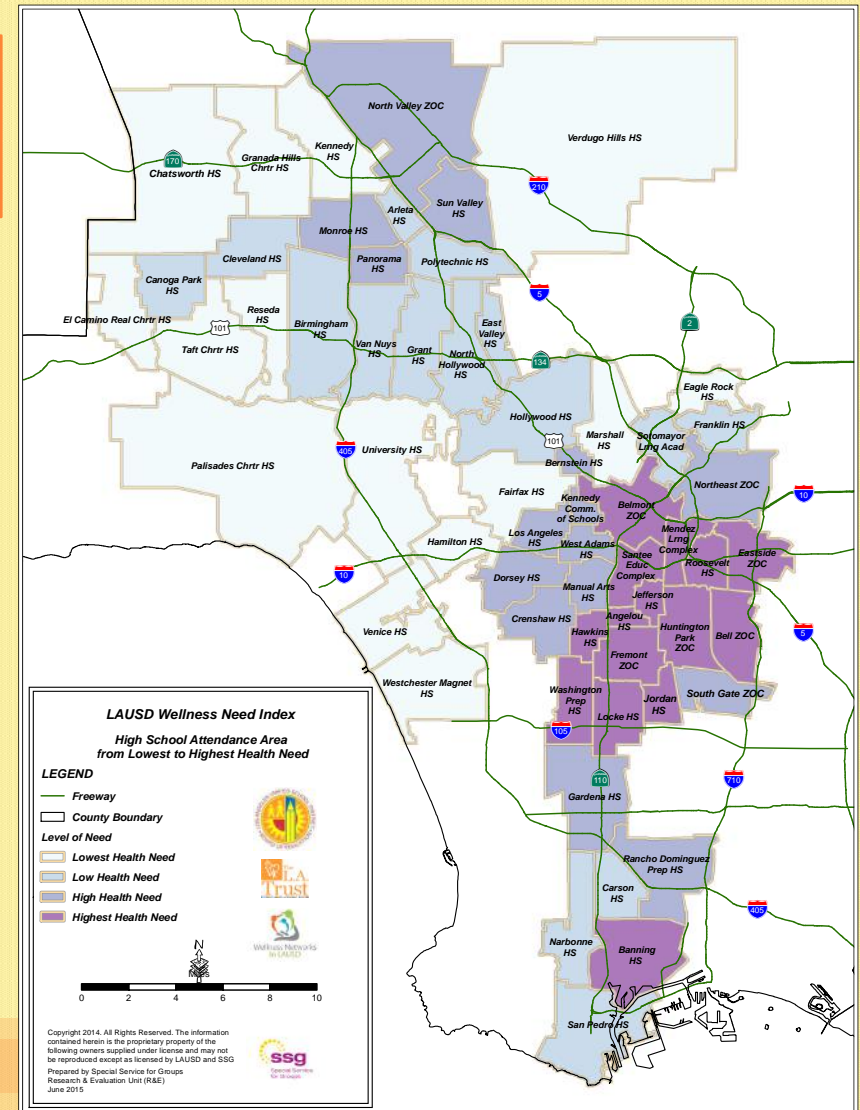 North Valley ZOC
Verdugo Hills HS
Kennedy
HS
Granada Hills
Chrtr HS
170
Chatsworth HS
210
Sun Valley
HS
Arleta
HS
Monroe HS
Cleveland HS
Panorama
HS
Polytechnic HS
Canoga Park
HS
5
El Camino Real Chrtr HS
Reseda
HS
101
Birmingham
HS
Taft Chrtr HS
Van Nuys
HS
Grant
HS
North
Hollywood
HS
East
Valley
HS
2
134
Eagle Rock
HS
Hollywood HS
Franklin HS
Marshall
HS
Sotomayor
Lrng Acad
101
405
University HS
Bernstein HS
Palisades Chrtr HS
Northeast ZOC
10
Fairfax HS
Kennedy
Comm.
of Schools
Belmont
ZOC
Mendez
Lrng
Complex
Los Angeles
HS
West Adams
HS
Hamilton HS
Santee
Educ
Complex
Roosevelt
HS
Eastside
ZOC
10
Dorsey HS
Manual Arts
HS
Jefferson
HS
Crenshaw HS
Angelou
HS
Hawkins
HS
Huntington
Park
ZOC
Bell ZOC
5
Venice HS
Fremont
ZOC
Westchester Magnet
HS
Washington
Prep
HS
Jordan
HS
South Gate ZOC
Locke HS
105
110
710
Gardena HS
Rancho Dominguez
Prep HS
Carson
HS
405
Narbonne
HS
Banning
HS
San Pedro HS
LAUSD Wellness Need Index
High School Attendance Area
from Lowest to Highest Health Need
LEGEND
Freeway
County Boundary
Level of Need
Lowest Health Need
Low Health Need
High Health Need
Highest Health Need
The
L.A.
Trust
Wellness Networks
In LAUSD
N
Miles
0 2 4 6 8 10
Copyright 2014. All Rights Reserved. The information
contained herein is the proprietary property of the
following owners supplied under license and may not
be reproduced except as licensed by LAUSD and SSG
Prepared by Special Service for Groups
Research & Evaluation Unit (R&E)
June 2015
ssg
Special Service
for Groups